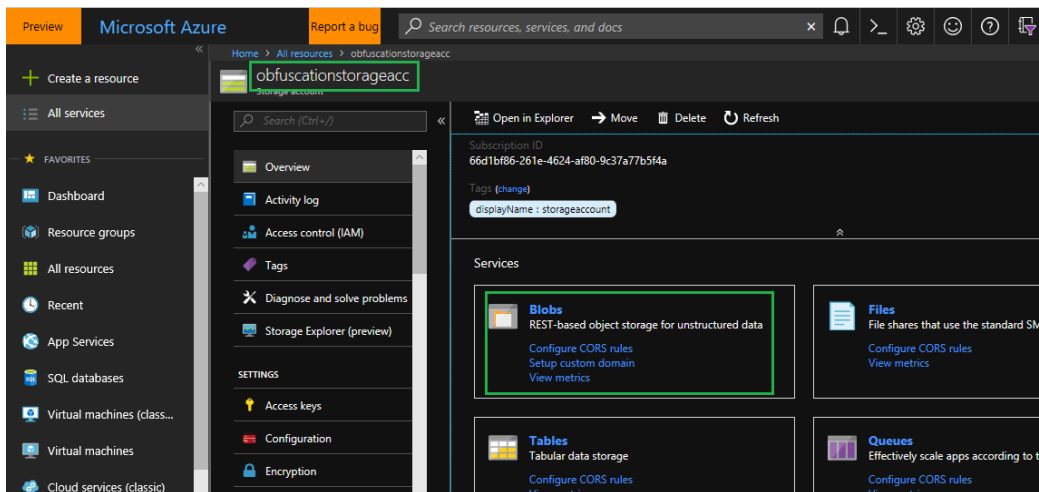 Preview
Microsoft Azure
Report a bug
Search resources, services, and docs
Home > All resources > obfuscationstorageacc
obfuscationstorageacc
Storage account
Create a resource
All services
FAVORITES
Dashboard
Resource groups
All resources
Recent
App Services
SQL databases
Virtual machines (class...
Virtual machines
Cloud services (classic)
Search (Ctrl+/)
Overview
Activity log
Access control (IAM)
Tags
Diagnose and solve problems
Storage Explorer (preview)
SETTINGS
Access keys
Configuration
Encryption
Open in Explorer
Move
Delete
Refresh
Subscription ID
66d1bf86-261e-4624-af80-9c37a77b5f4a
Tags (change)
displayName : storageaccount
Services
Blobs
REST-based object storage for unstructured data
Configure CORS rules
Setup custom domain
View metrics
Files
File shares that use the standard SM
Configure CORS rules
View metrics
Tables
Tabular data storage
Configure CORS rules
Queues
Effectively scale apps according to t
Configure CORS rules